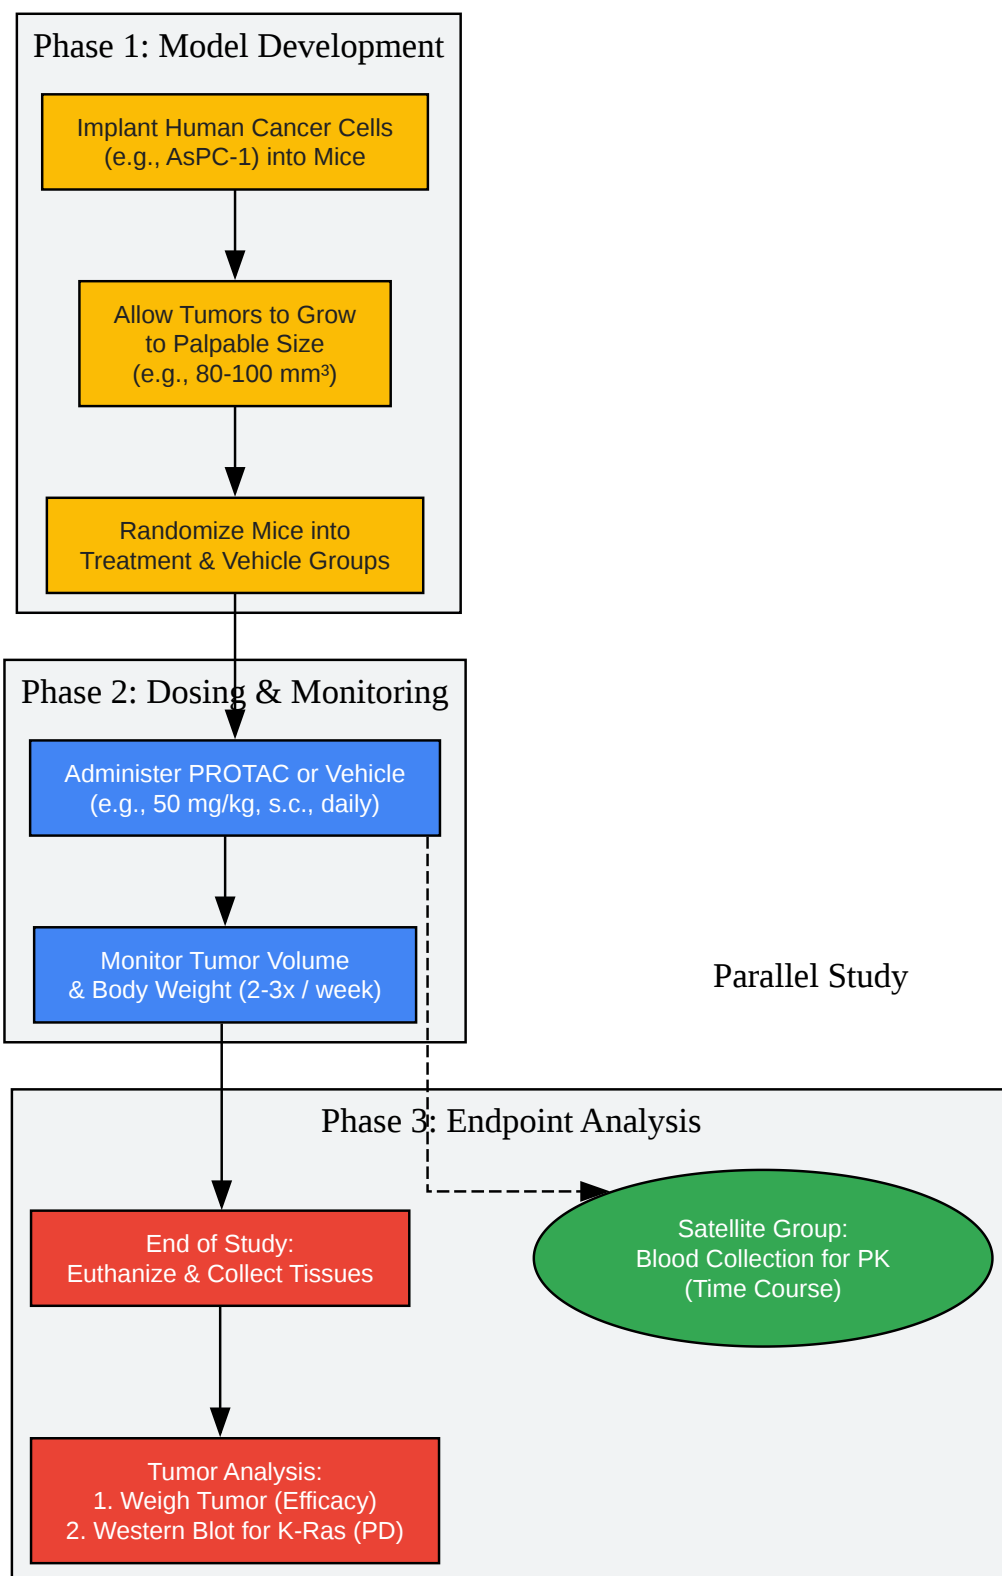 Phase 1: Model Development
Implant Human Cancer Cells
(e.g., AsPC-1) into Mice
Allow Tumors to Grow
to Palpable Size
(e.g., 80-100 mm³)
Randomize Mice into
Treatment & Vehicle Groups
Phase 2: Dosing & Monitoring
Administer PROTAC or Vehicle
(e.g., 50 mg/kg, s.c., daily)
Monitor Tumor Volume
& Body Weight (2-3x / week)
Parallel Study
Phase 3: Endpoint Analysis
End of Study:
Euthanize & Collect Tissues
Satellite Group:
Blood Collection for PK
(Time Course)
Tumor Analysis:
1. Weigh Tumor (Efficacy)
2. Western Blot for K-Ras (PD)